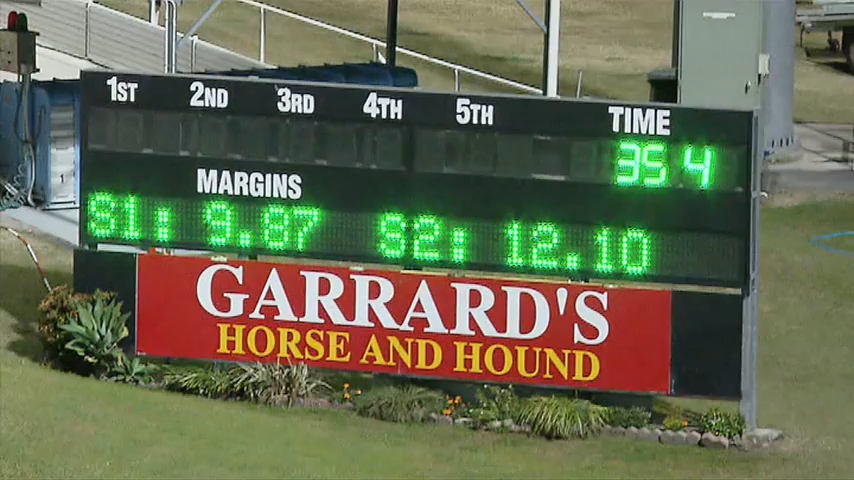 1ST 2ND 3RD 4TH 5TH TIME
35 4
MARGINS
S1: 9.87 S2: 12.10
GARRARD'S
HORSE AND HOUND